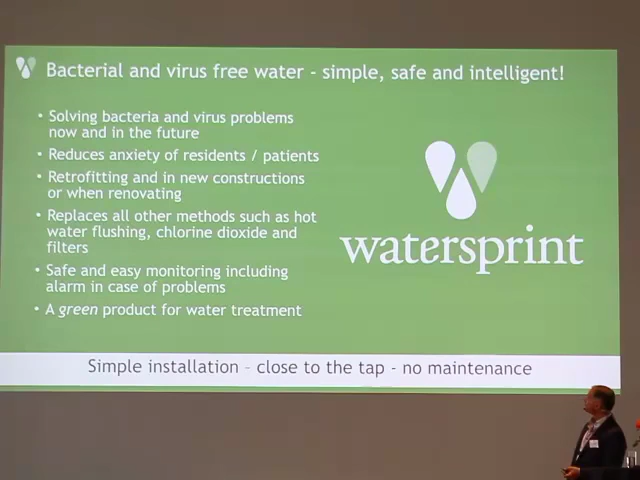 Bacterial and virus free water - simple, safe and intelligent!
• Solving bacteria and virus problems
now and in the future
• Reduces anxiety of residents / patients
• Retrofitting and in new constructions
or when renovating
• Replaces all other methods such as hot
water flushing, chlorine dioxide and
filters
• Safe and easy monitoring including
alarm in case of problems
• A green product for water treatment
watersprint
Simple installation - close to the tap - no maintenance